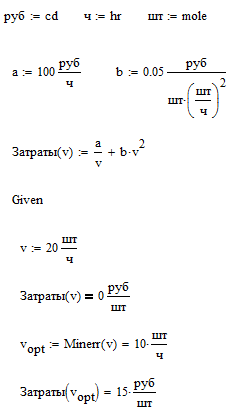 руб := cd ч := hr шт := mole
a := 100 руб/ч b := 0.05 руб/(шт·(шт/ч)²)
Затраты(v) := a/v + b·v²
Given
v := 20 шт/ч
Затраты(v) = 0 руб/шт
v_opt := Minerr(v) = 10· шт/ч
Затраты(v_opt) = 15· руб/шт